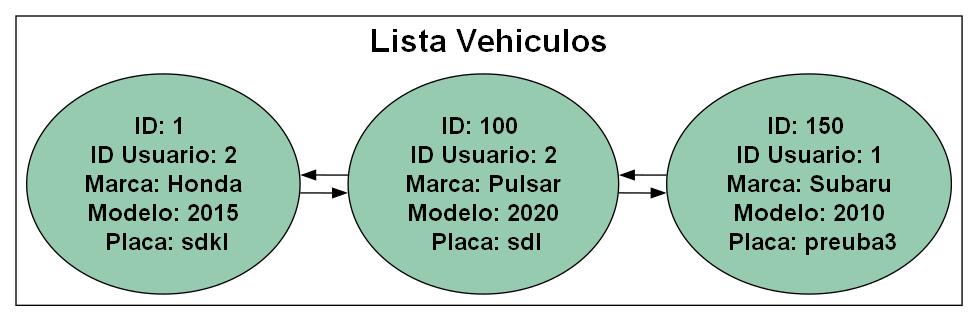 Lista Vehiculos
ID: 1
ID Usuario: 2
Marca: Honda
Modelo: 2015
Placa: sdkl
ID: 100
ID Usuario: 2
Marca: Pulsar
Modelo: 2020
Placa: sdl
ID: 150
ID Usuario: 1
Marca: Subaru
Modelo: 2010
Placa: preuba3